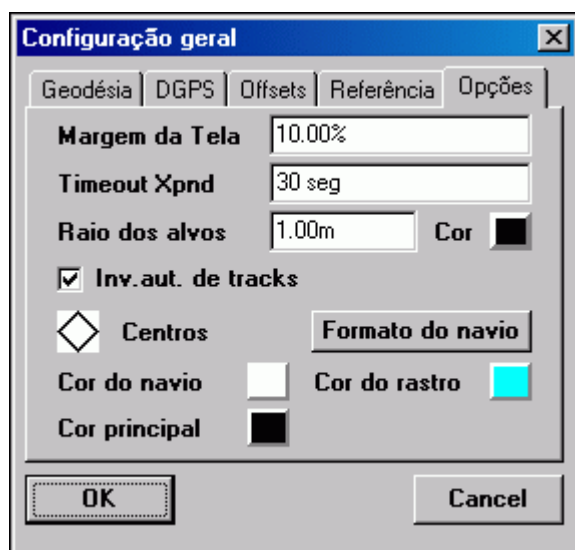 Configuração geral
Geodésia DGPS Offsets Referência Opções
Margem da Tela 10.00%
Timeout Xpnd 30 seg
Raio dos alvos 1.00m Cor
Inv.aut. de tracks
Centros Formato do navio
Cor do navio Cor do rastro
Cor principal
OK Cancel